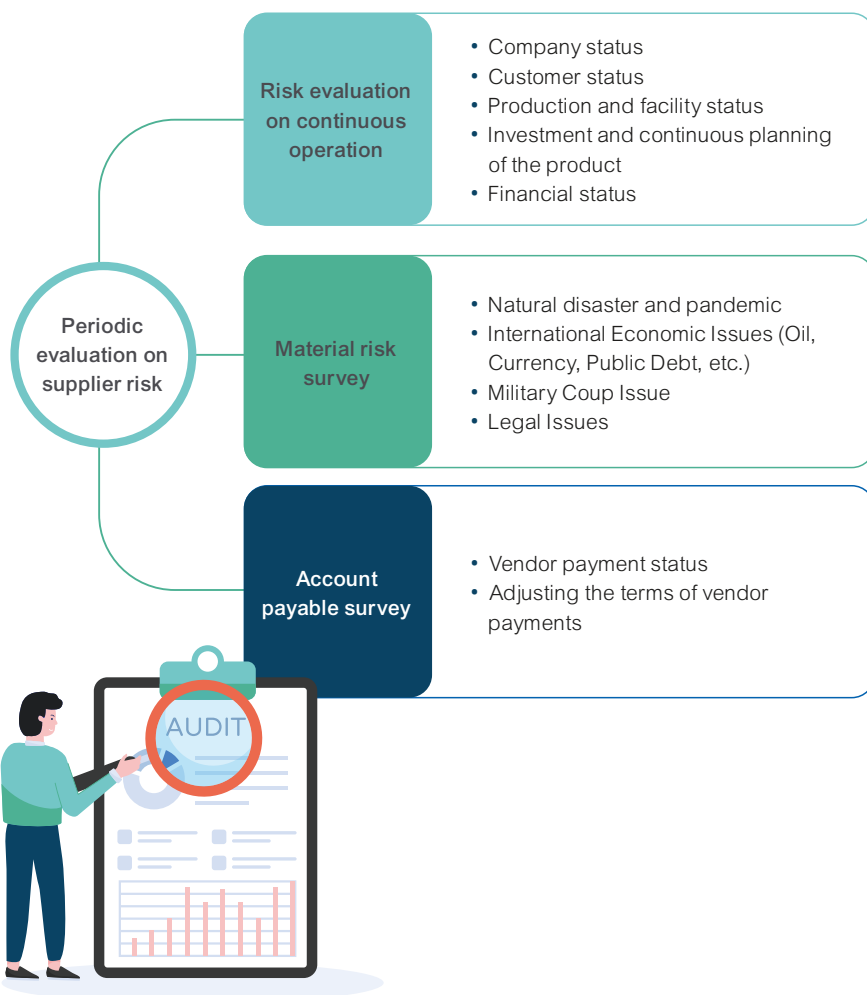 Periodic
evaluation on
supplier risk
Risk evaluation
on continuous
operation
• Company status
• Customer status
• Production and facility status
• Investment and continuous planning
of the product
• Financial status
Material risk
survey
• Natural disaster and pandemic
• International Economic Issues (Oil,
Currency, Public Debt, etc.)
• Military Coup Issue
• Legal Issues
Account
payable survey
• Vendor payment status
• Adjusting the terms of vendor
payments
AUDIT